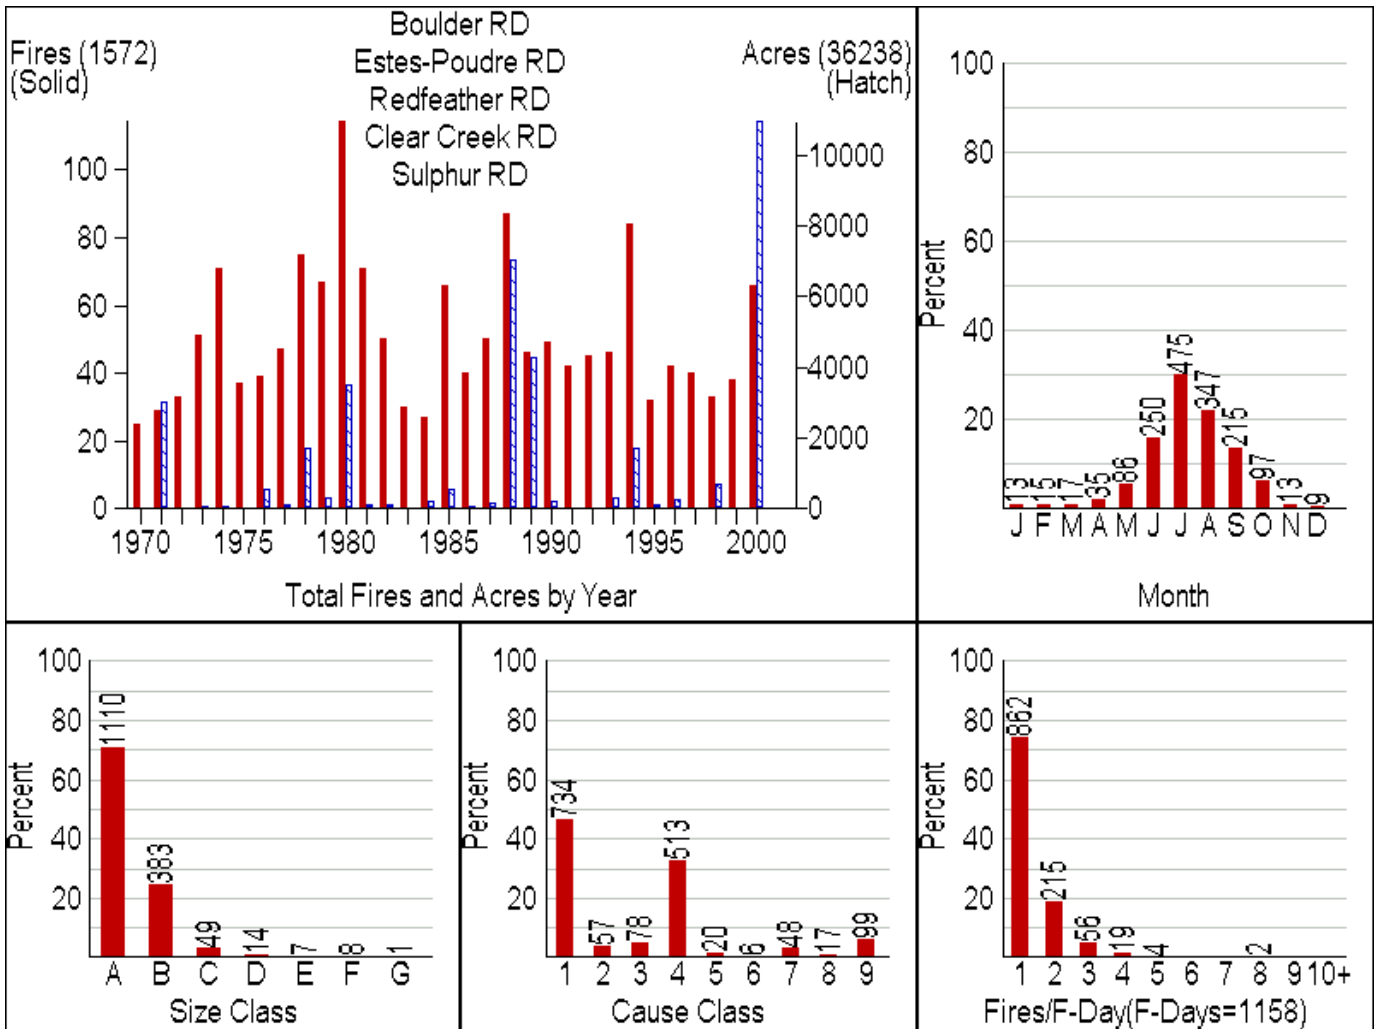 Boulder RD
Estes-Poudre RD
Redfeather RD
Clear Creek RD
Sulphur RD
Fires (1572)
(Solid)
Acres (36238)
(Hatch)
100
80
60
40
20
0
10000
8000
6000
4000
2000
0
1970 1975 1980 1985 1990 1995 2000
Total Fires and Acres by Year
100
80
60
40
20
Percent
13 15 17 35 86 250 475 347 215 97 13 9
J F M A M J J A S O N D
Month
100
80
60
40
20
Percent
1110 383 49 14 7 8 1
A B C D E F G
Size Class
100
80
60
40
20
Percent
734 57 78 513 20 6 48 17 99
1 2 3 4 5 6 7 8 9
Cause Class
100
80
60
40
20
Percent
862 215 56 19 4 2
1 2 3 4 5 6 7 8 9 10+
Fires/F-Day(F-Days=1158)